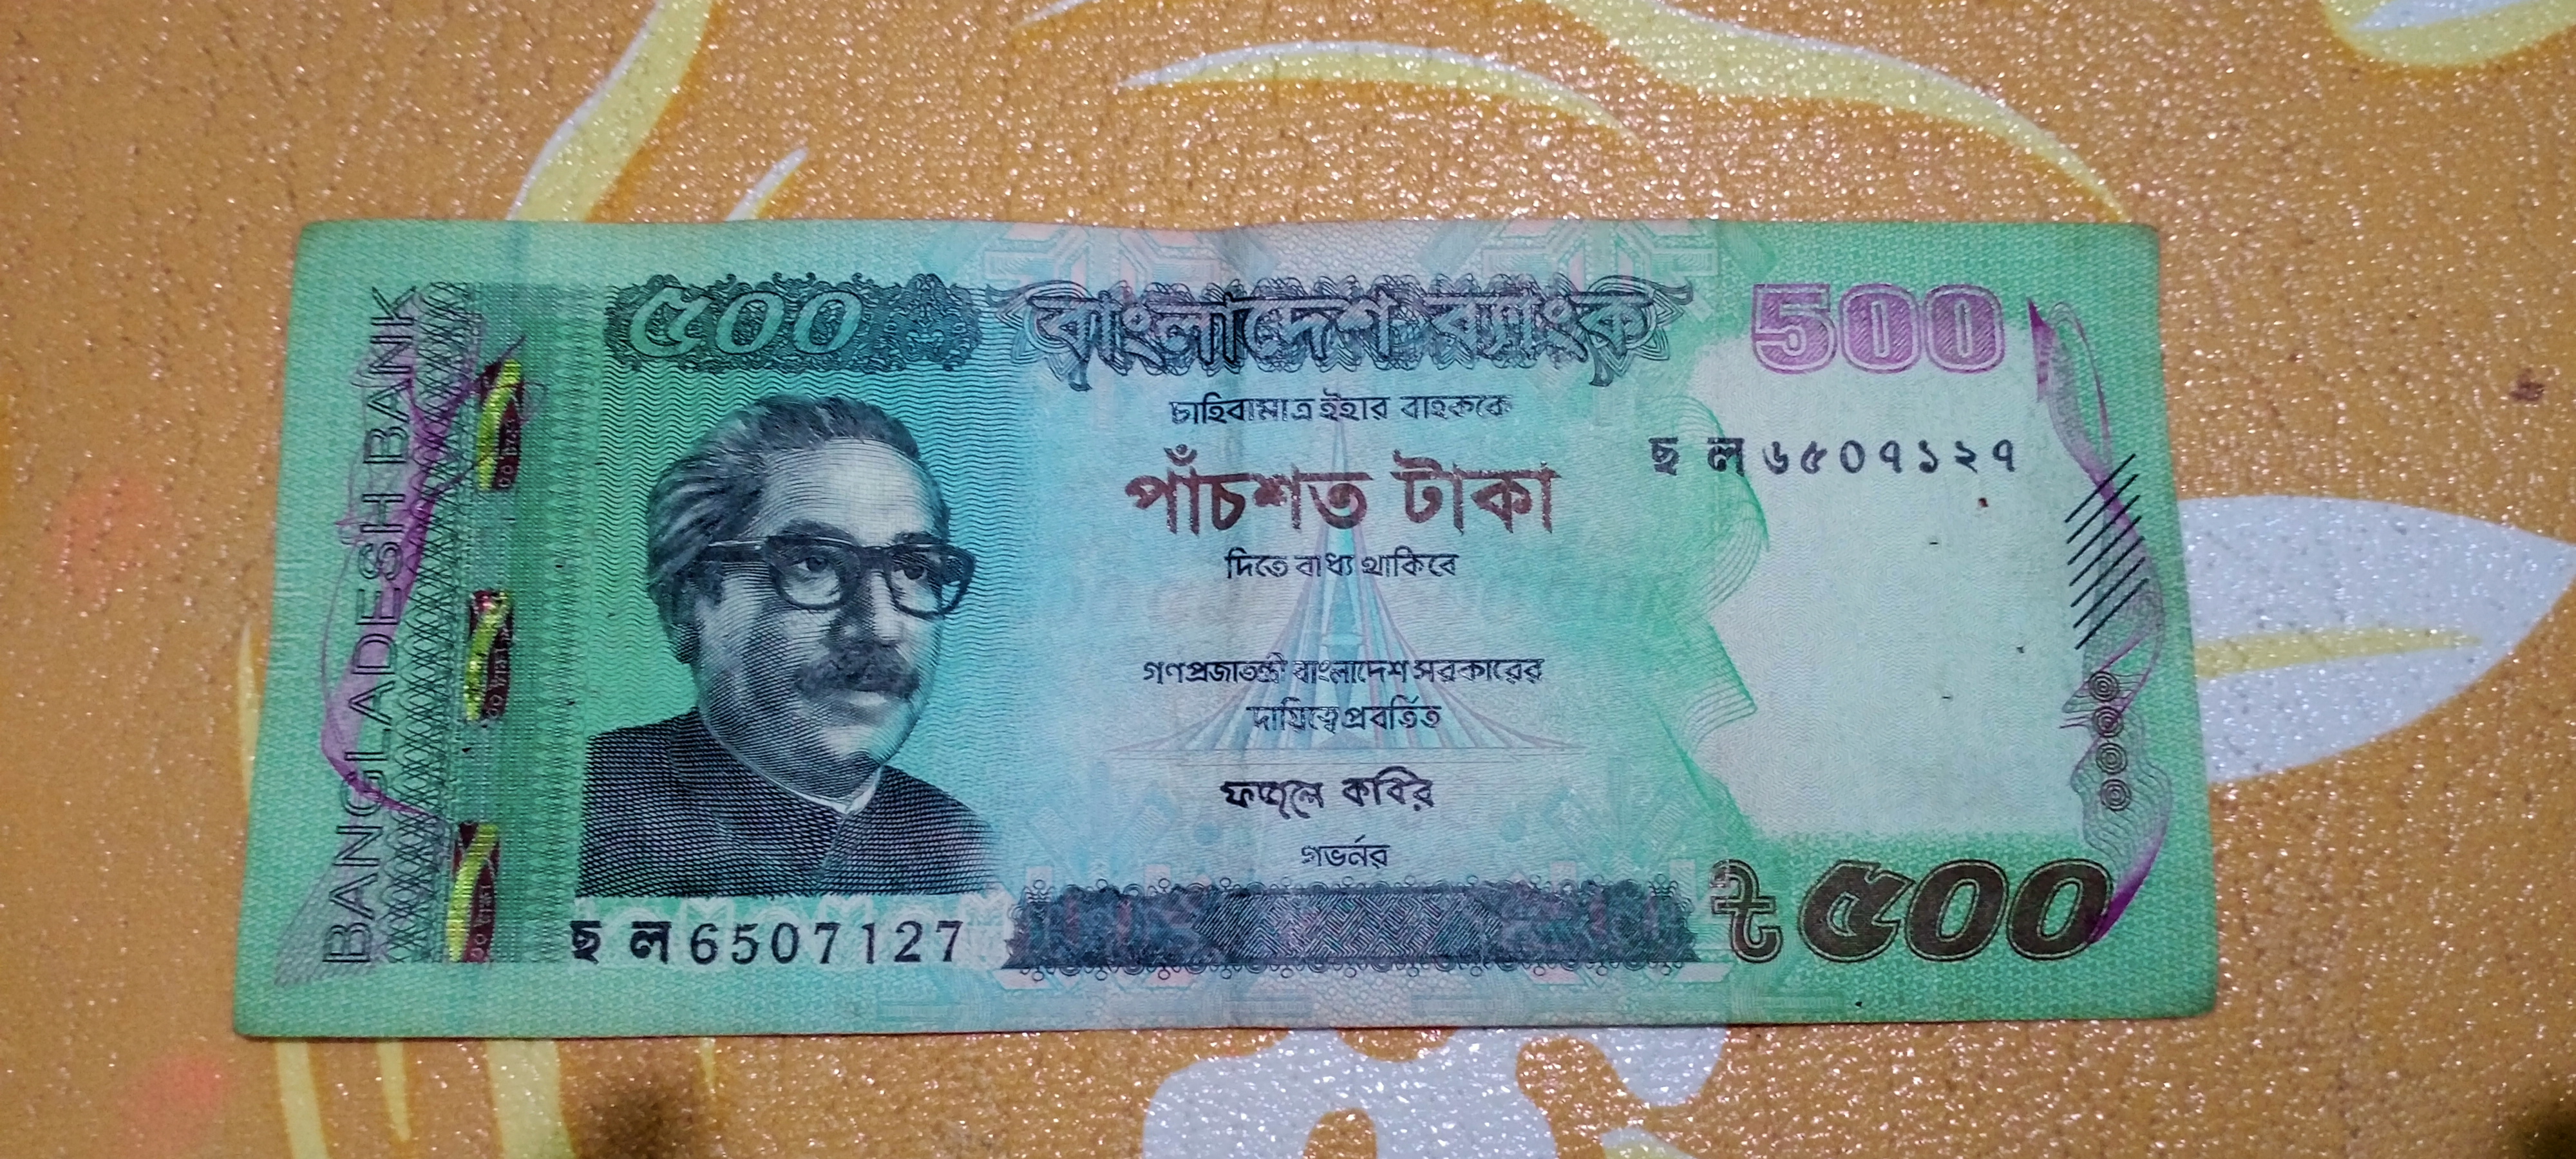 BANGLADESH BANK
৫০০
বাংলাদেশ ব্যাংক
500
চাহিবামাত্র ইহার বাহককে
ছ ল ৬৫০৭১২৭
পাঁচশত টাকা
দিতে বাধ্য থাকিবে
গণপ্রজাতন্ত্রী বাংলাদেশ সরকারের
দায়িত্বে প্রবর্তিত
ফজলে কবির
গভর্নর
ছ ল 6507127
৳ ৫০০